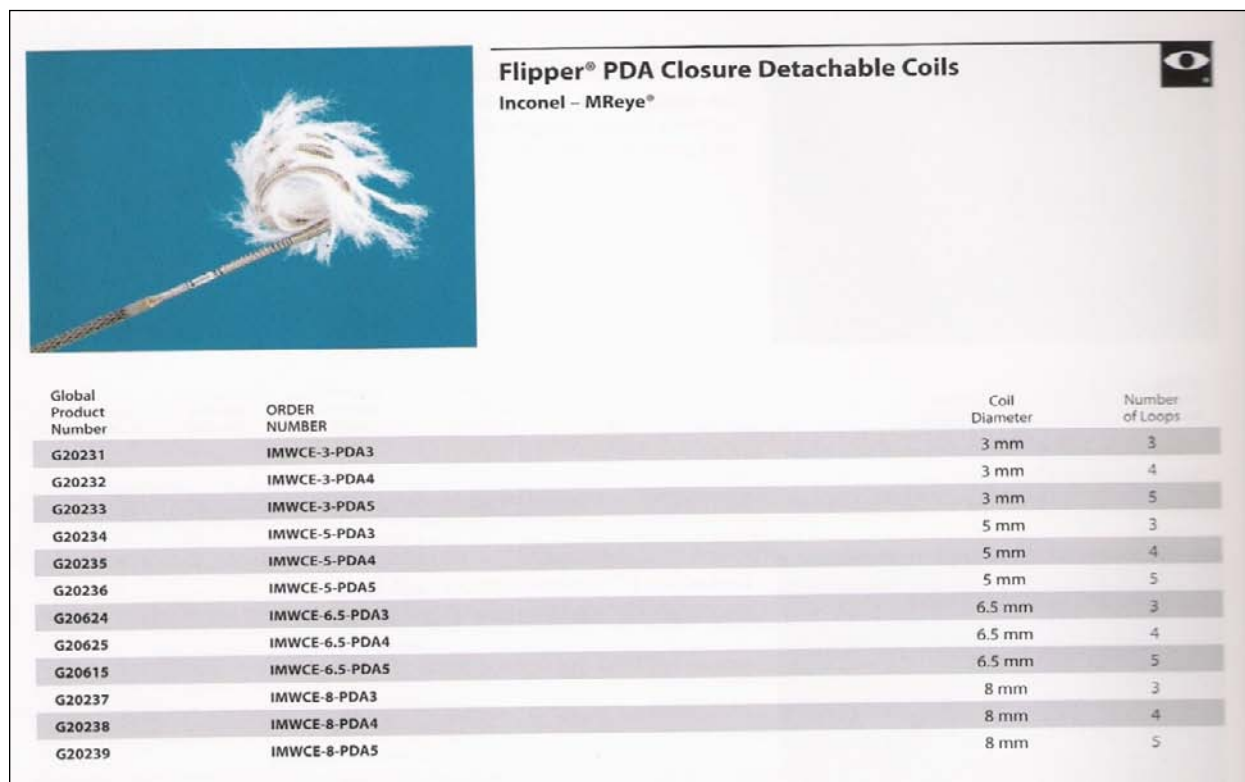 Flipper® PDA Closure Detachable Coils
Inconel – MReye®
Global
Product
Number
ORDER
NUMBER
Coil
Diameter
Number
of Loops
G20231 IMWCE-3-PDA3 3 mm 3
G20232 IMWCE-3-PDA4 3 mm 4
G20233 IMWCE-3-PDA5 3 mm 5
G20234 IMWCE-5-PDA3 5 mm 3
G20235 IMWCE-5-PDA4 5 mm 4
G20236 IMWCE-5-PDA5 5 mm 5
G20624 IMWCE-6.5-PDA3 6.5 mm 3
G20625 IMWCE-6.5-PDA4 6.5 mm 4
G20615 IMWCE-6.5-PDA5 6.5 mm 5
G20237 IMWCE-8-PDA3 8 mm 3
G20238 IMWCE-8-PDA4 8 mm 4
G20239 IMWCE-8-PDA5 8 mm 5